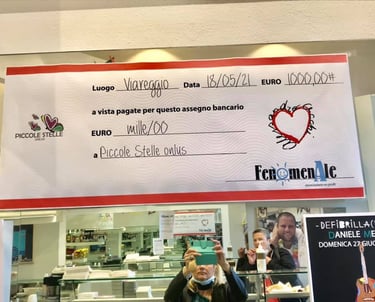 Luogo Viareggio Data 18/05/21 EURO 1000,00#
a vista pagate per questo assegno bancario
EURO mille/00
a Piccole Stelle onlus
PICCOLE STELLE
FenomenAle
-DEFIBRILLA(
DANIELE ME
DOMENICA 27 GIU